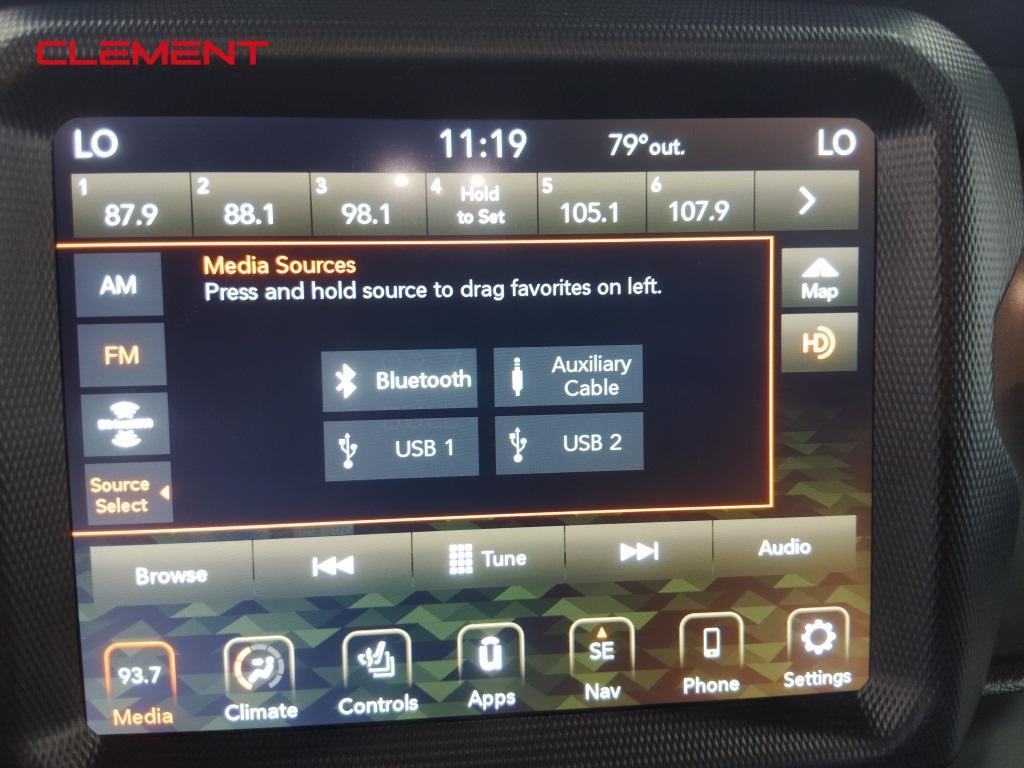 CLEMENT
LO 11:19 79°out. LO
1 87.9
2 88.1
3 98.1
4 Hold
to Set
5 105.1
6 107.9
AM
Media Sources
Press and hold source to drag favorites on left.
Map
FM
HD
Bluetooth
Auxiliary
Cable
USB 1
USB 2
Source
Select
Browse
Tune
Audio
93.7
SE
Media
Climate
Controls
Apps
Nav
Phone
Settings